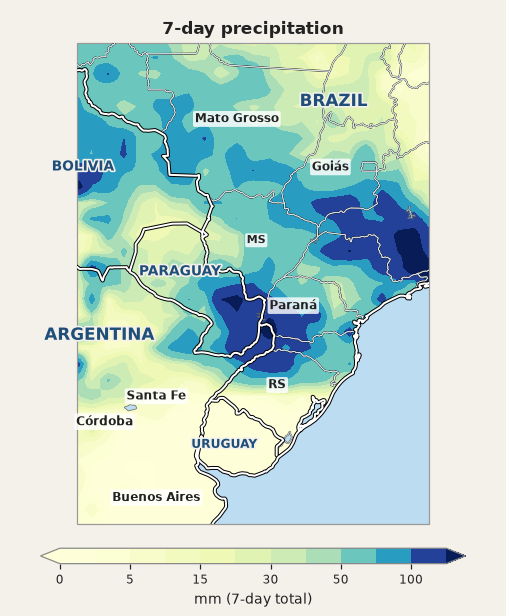 7-day precipitation
BRAZIL
Mato Grosso
BOLIVIA
Goiás
MS
PARAGUAY
Paraná
ARGENTINA
RS
Santa Fe
Córdoba
URUGUAY
Buenos Aires
0 5 15 30 50 100
mm (7-day total)